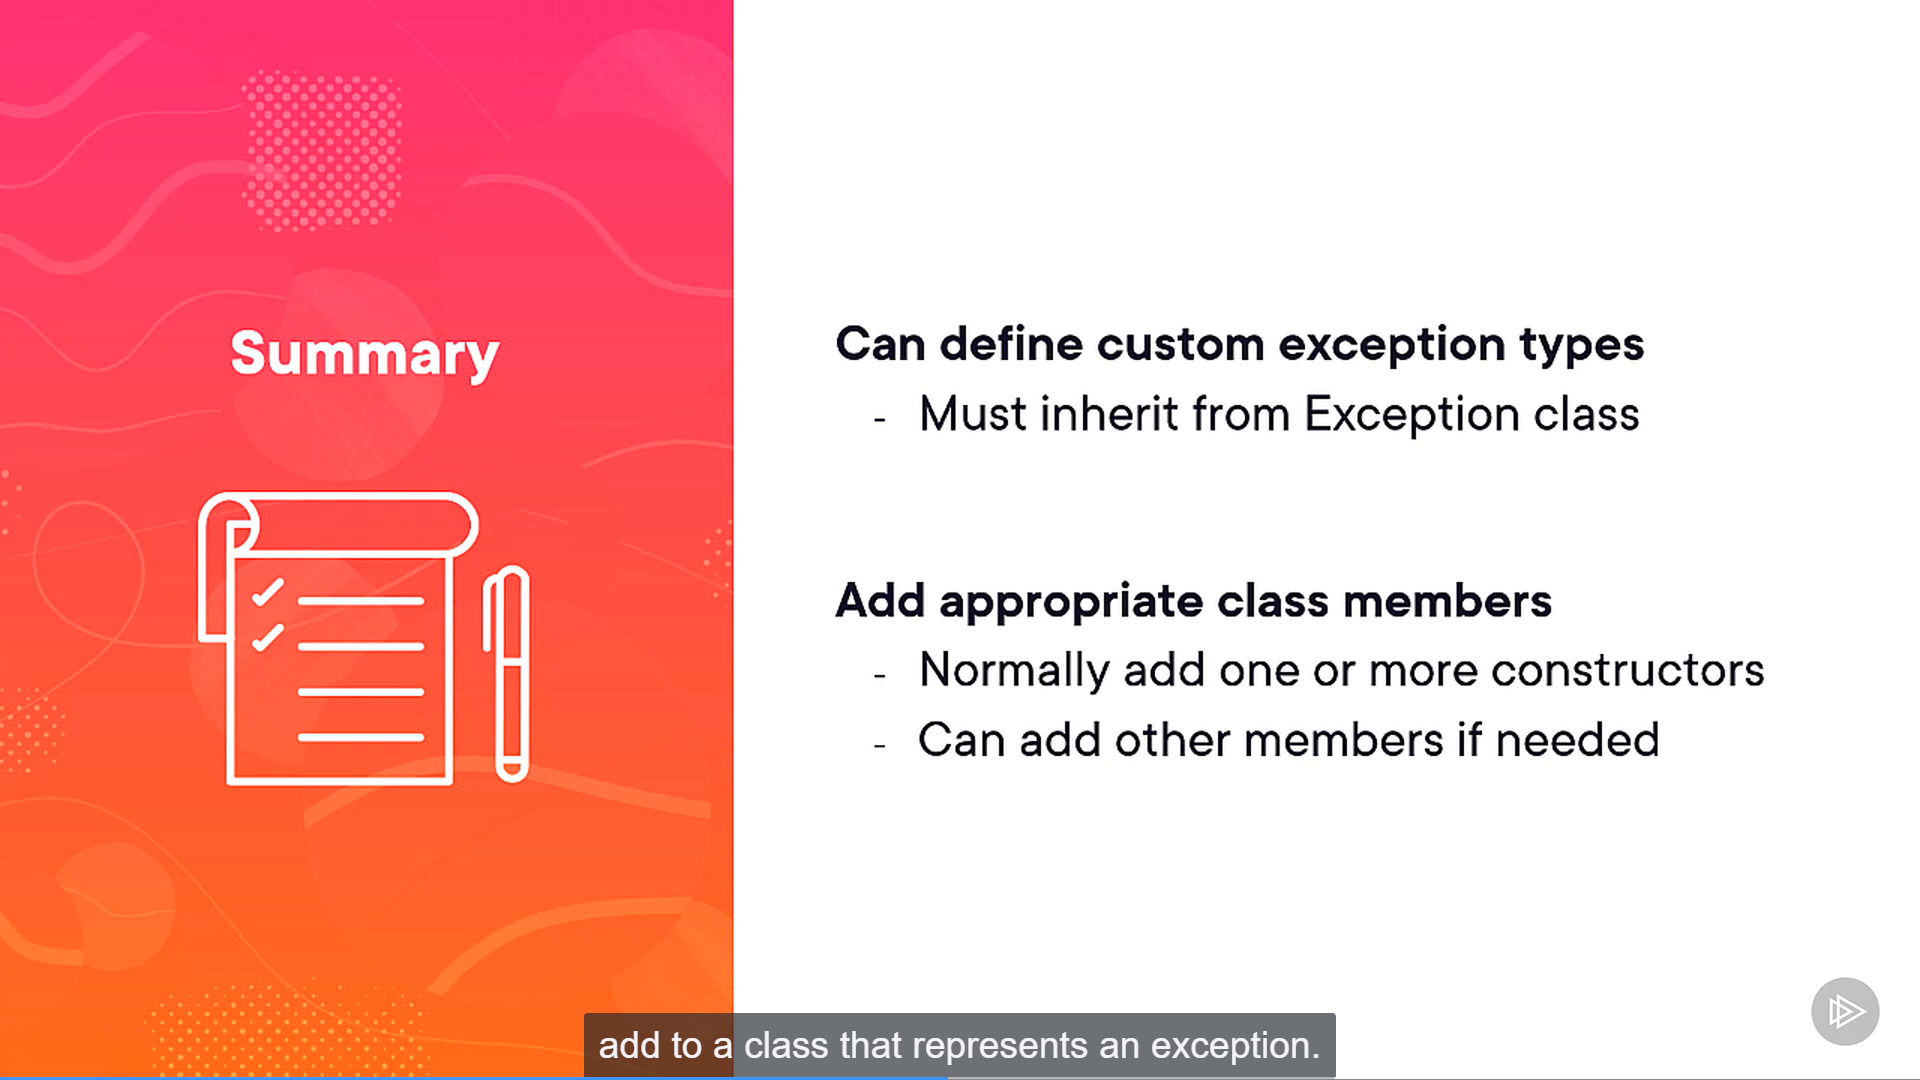 Summary
Can define custom exception types
- Must inherit from Exception class
Add appropriate class members
- Normally add one or more constructors
- Can add other members if needed
add to a class that represents an exception.